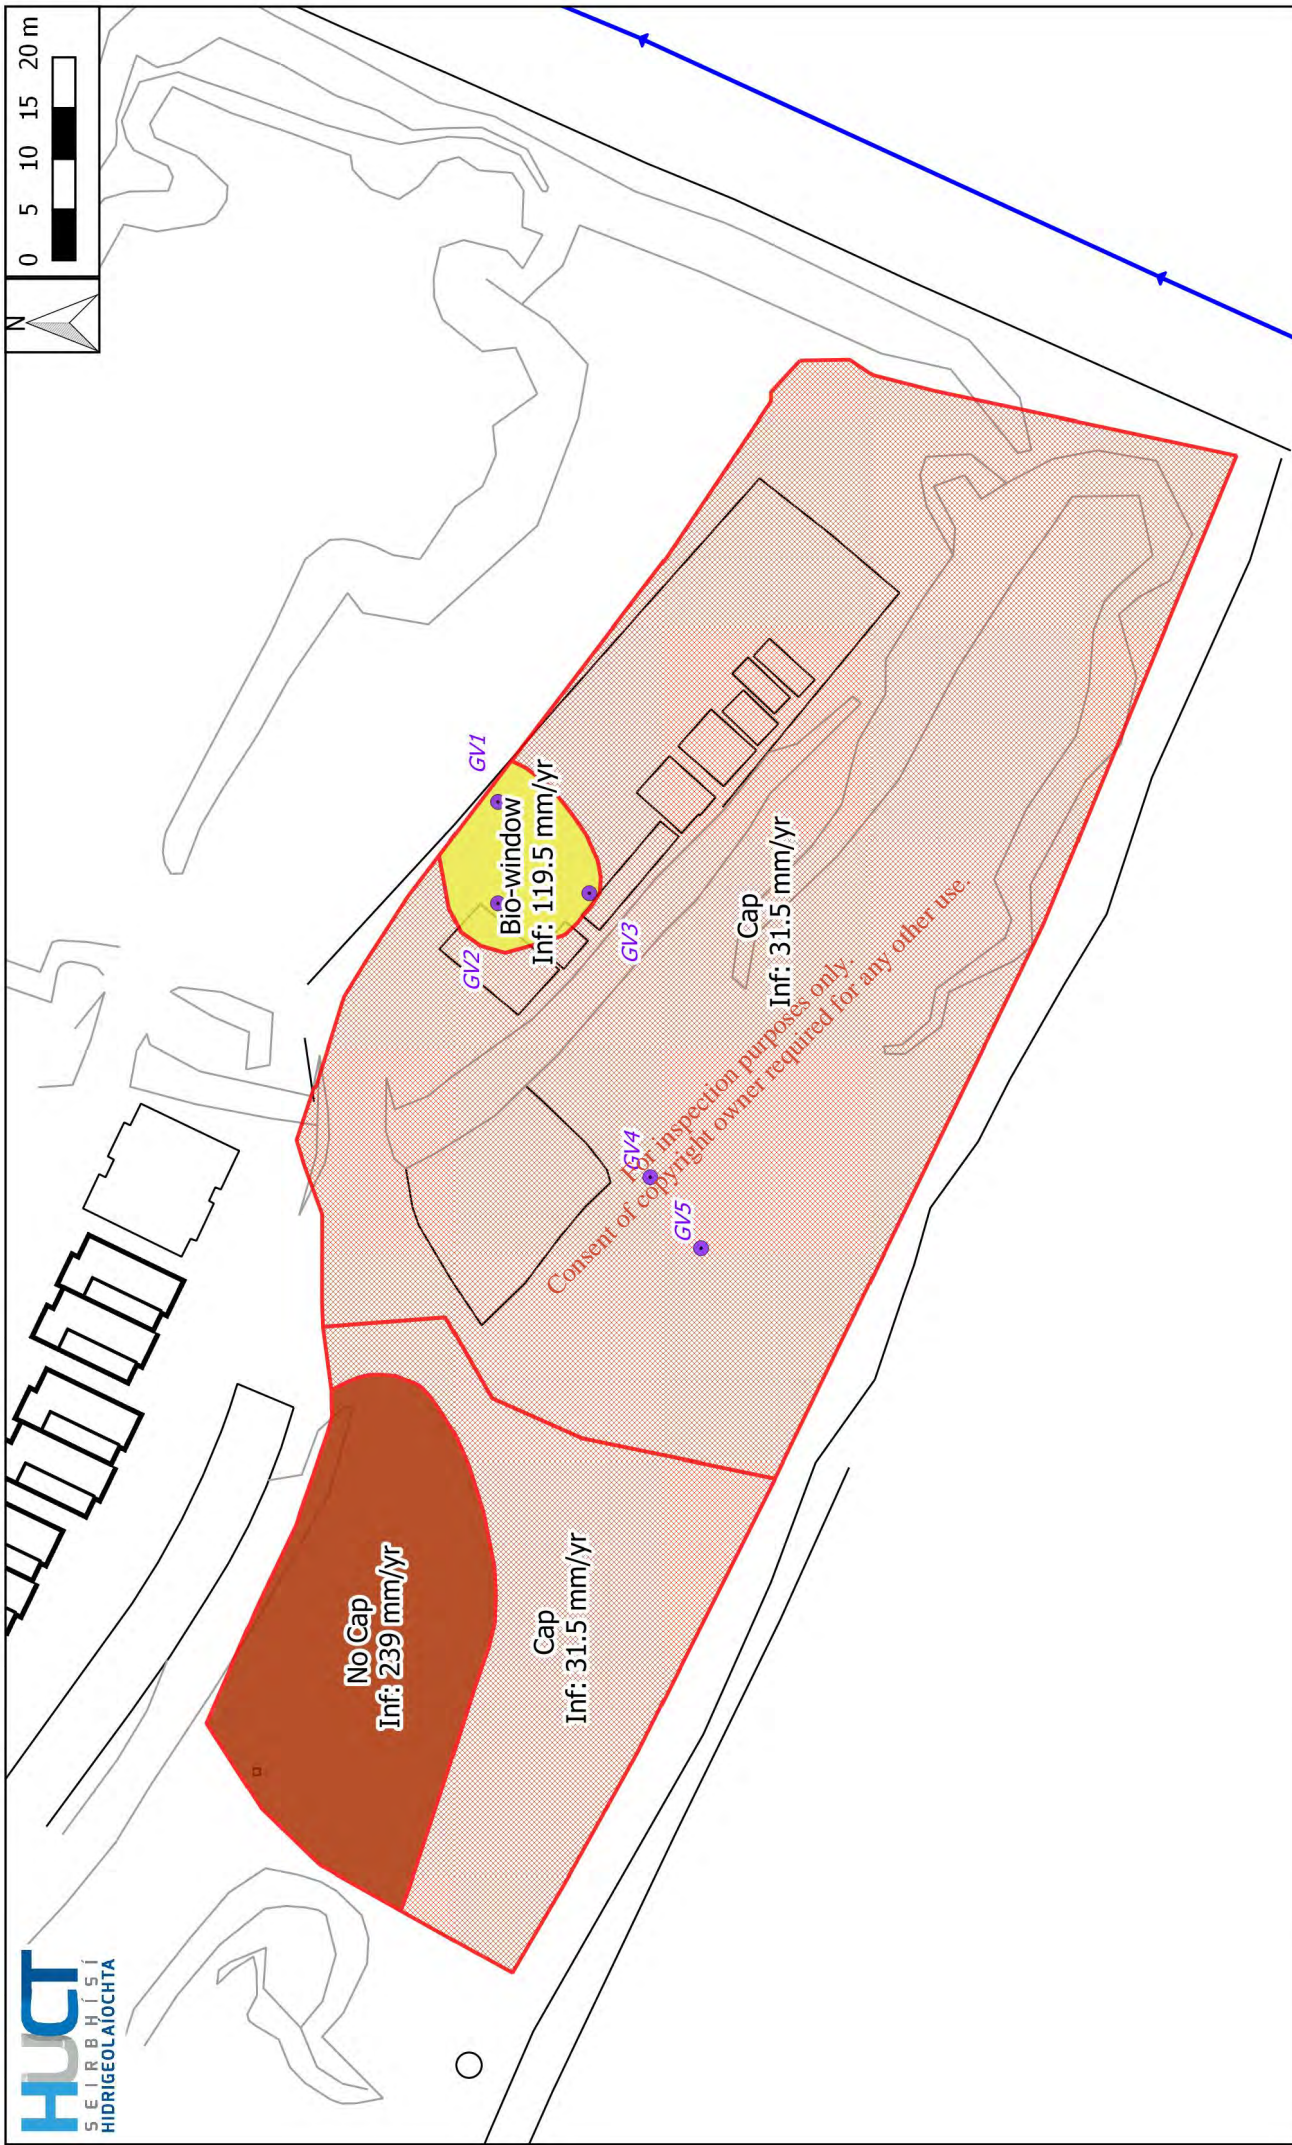 HUCT
SEIRBHÍSÍ
HIDRIGEOLAÍOCHTA
N
0 5 10 15 20 m
No Cap
Inf: 239 mm/yr
Cap
Inf: 31.5 mm/yr
GV2
GV1
Bio-window
Inf: 119.5 mm/yr
GV3
GV4
GV5
Cap
Inf: 31.5 mm/yr
For inspection purposes only.
Consent of copyright owner required for any other use.